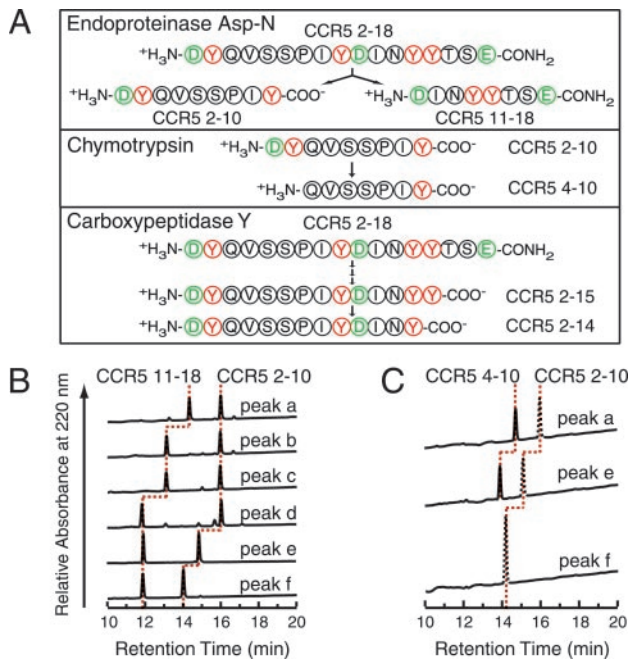 A
Endoproteinase Asp-N
CCR5 2-18
⁺H₃N-DYQVSSPIYDINYYTSE-CONH₂
⁺H₃N-DYQVSSPIY-COO⁻ ⁺H₃N-DINYYTSE-CONH₂
CCR5 2-10 CCR5 11-18
Chymotrypsin
⁺H₃N-DYQVSSPIY-COO⁻ CCR5 2-10
⁺H₃N-QVSSPIY-COO⁻ CCR5 4-10
Carboxypeptidase Y
CCR5 2-18
⁺H₃N-DYQVSSPIYDINYYTSE-CONH₂
⁺H₃N-DYQVSSPIYDINYY-COO⁻ CCR5 2-15
⁺H₃N-DYQVSSPIYDINY-COO⁻ CCR5 2-14
B
Relative Absorbance at 220 nm
CCR5 11-18 CCR5 2-10
peak a
peak b
peak c
peak d
peak e
peak f
10 12 14 16 18 20
Retention Time (min)
C
CCR5 4-10 CCR5 2-10
peak a
peak e
peak f
10 12 14 16 18 20
Retention Time (min)